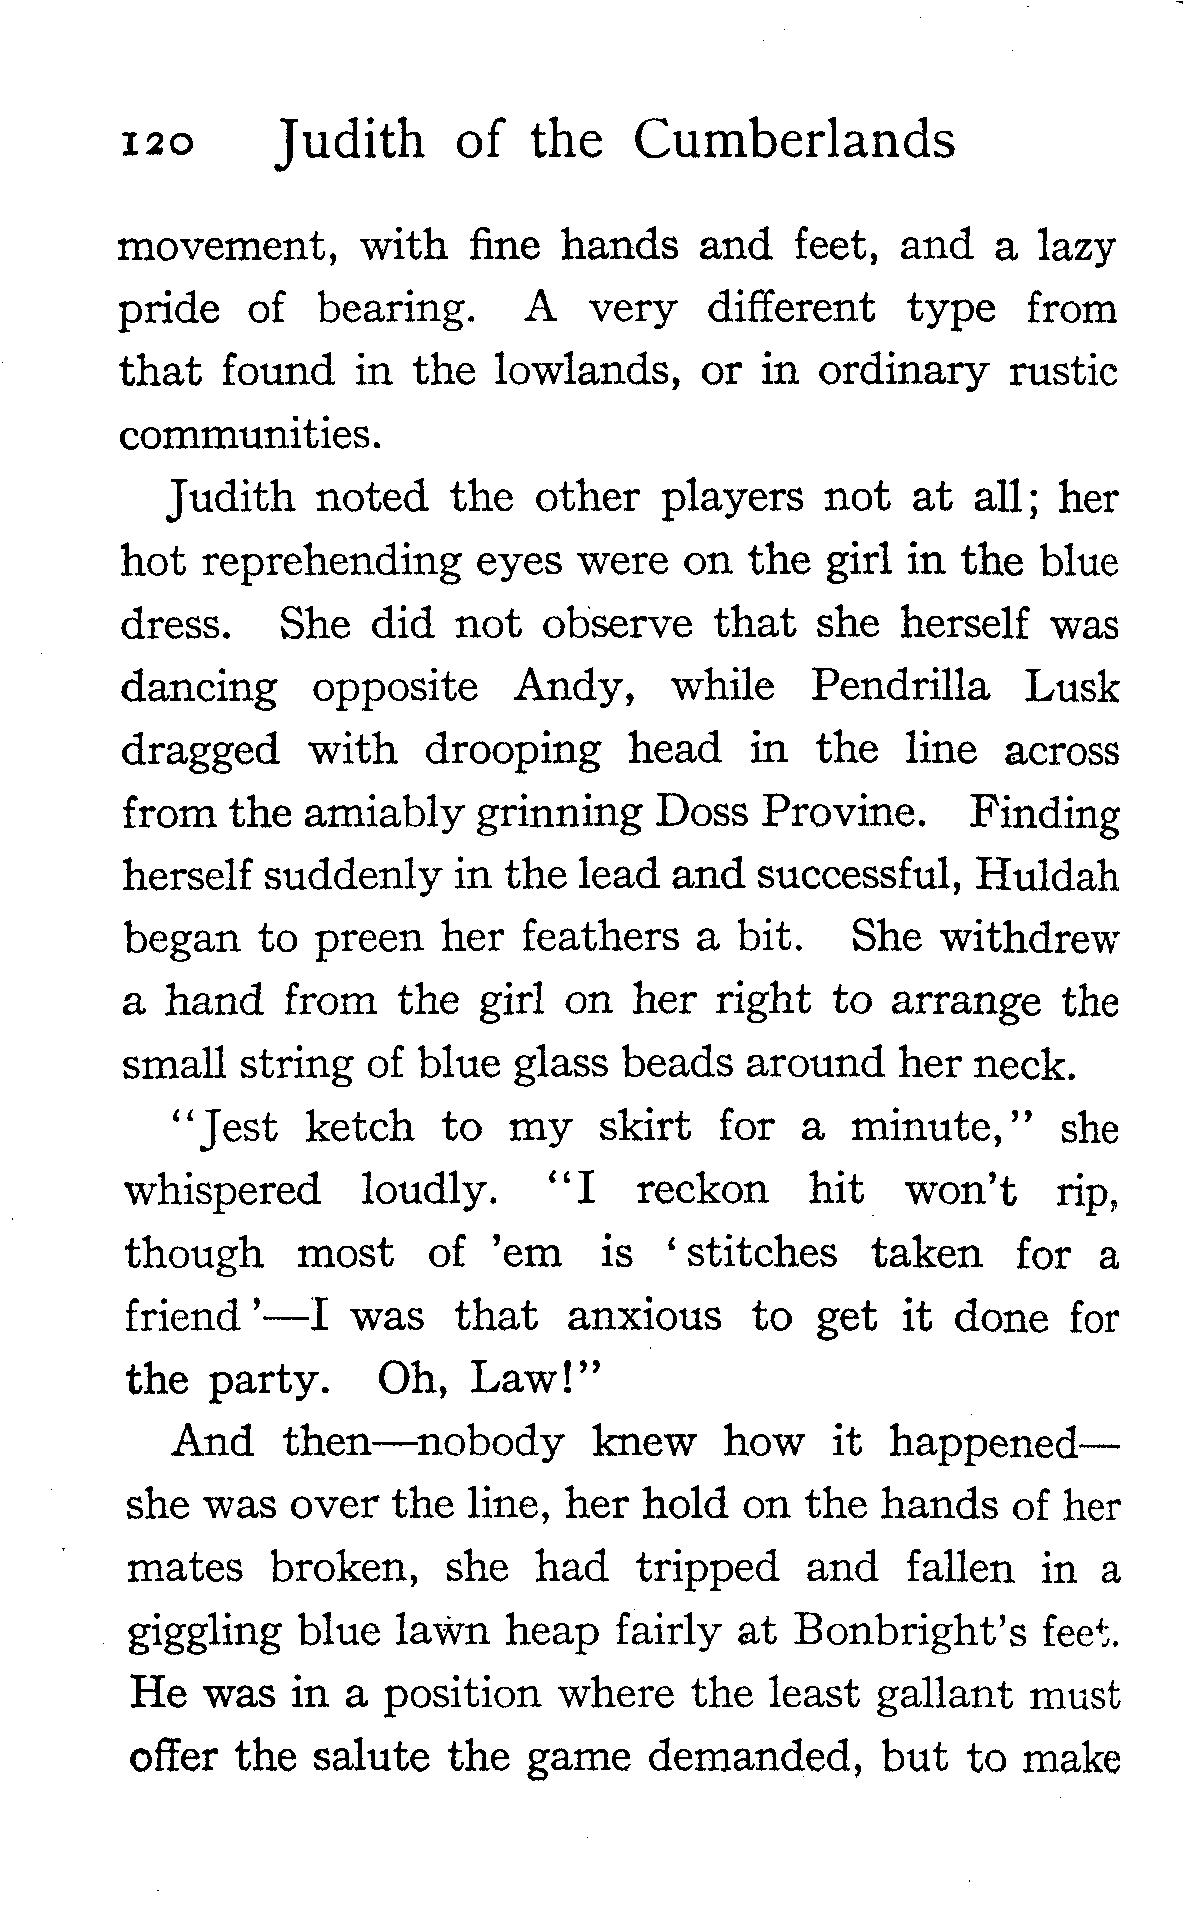 120 Judith of the Cumberlands
movement, with fine hands and feet, and a lazy
pride of bearing. A very different type from
that found in the lowlands, or in ordinary rustic
communities.
Judith noted the other players not at all; her
hot reprehending eyes were on the girl in the blue
dress. She did not observe that she herself was
dancing opposite Andy, while Pendrilla Lusk
dragged with drooping head in the line across
from the amiably grinning Doss Provine. Finding
herself suddenly in the lead and successful, Huldah
began to preen her feathers a bit. She withdrew
a hand from the girl on her right to arrange the
small string of blue glass beads around her neck.
“Jest ketch to my skirt for a minute,” she
whispered loudly. “I reckon hit won’t rip,
though most of ’em is ‘stitches taken for a
friend’—I was that anxious to get it done for
the party. Oh, Law!”
And then—nobody knew how it happened—
she was over the line, her hold on the hands of her
mates broken, she had tripped and fallen in a
giggling blue lawn heap fairly at Bonbright’s feet.
He was in a position where the least gallant must
offer the salute the game demanded, but to make